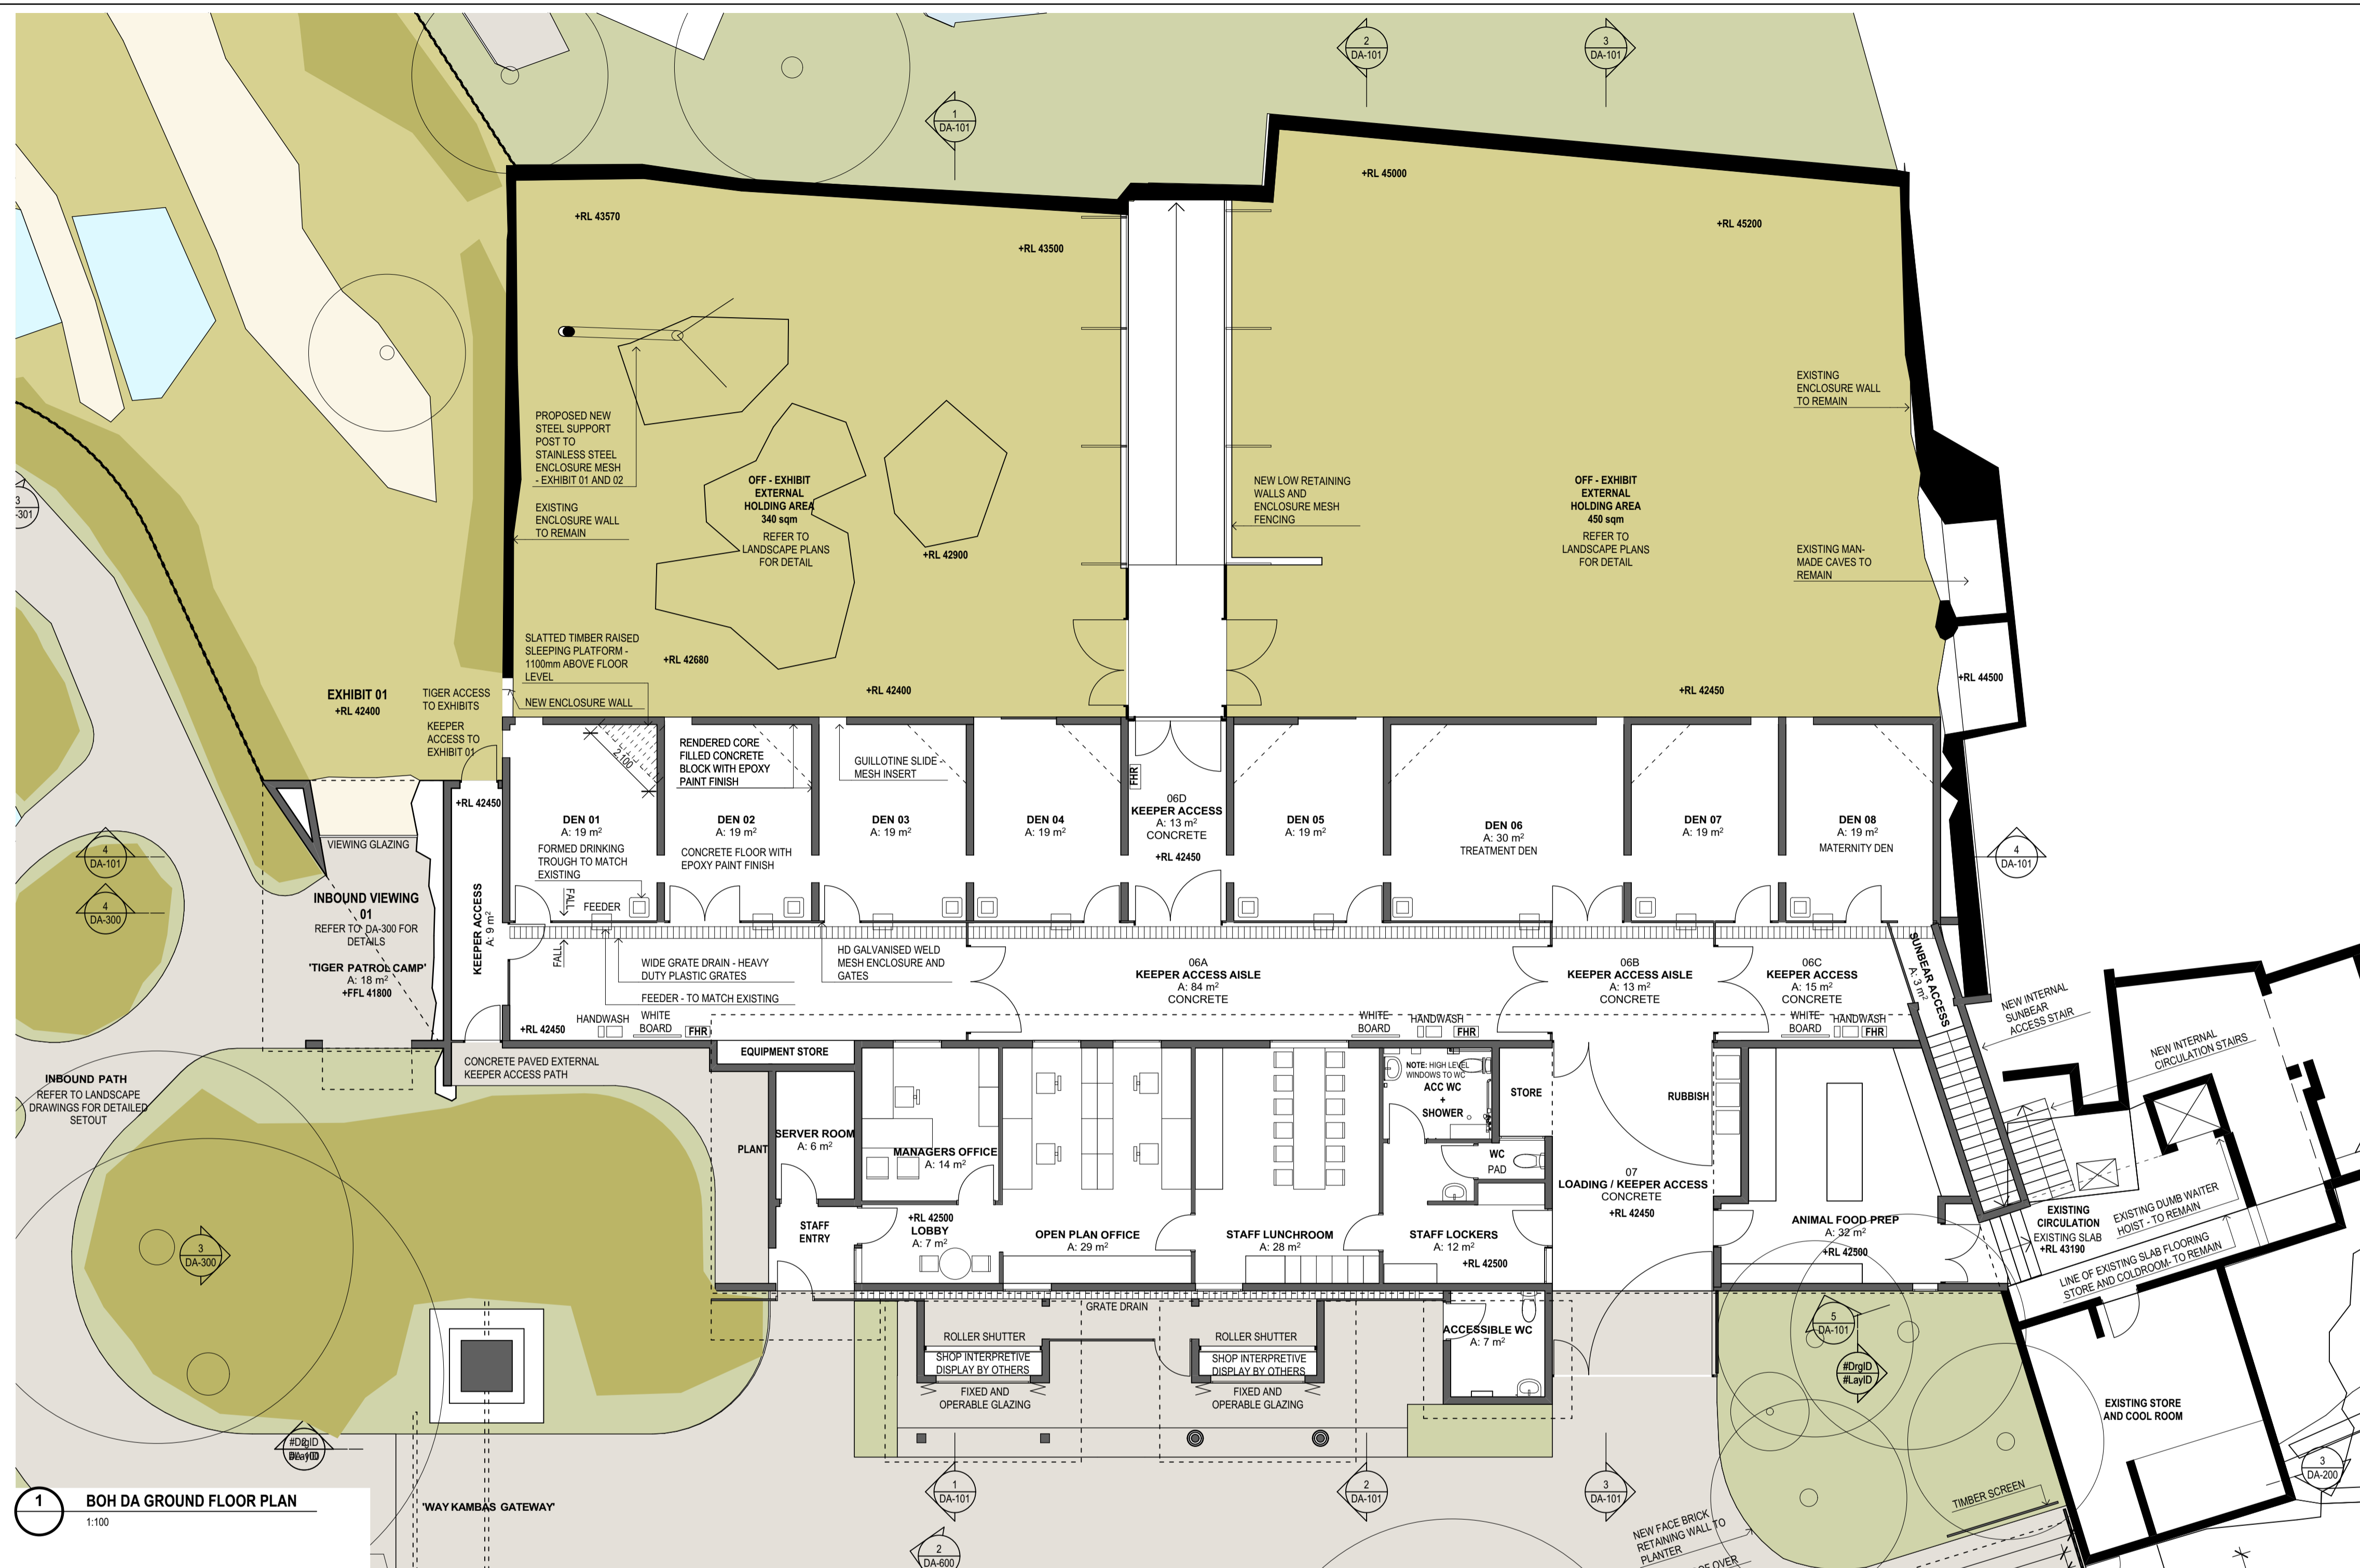 2
DA-101
3
DA-101
1
DA-101
+RL 45000
+RL 43570
+RL 45200
+RL 43500
EXISTING
ENCLOSURE WALL
TO REMAIN
PROPOSED NEW
STEEL SUPPORT
POST TO
STAINLESS STEEL
ENCLOSURE MESH
- EXHIBIT 01 AND 02
EXISTING
ENCLOSURE WALL
TO REMAIN
3
-301
OFF - EXHIBIT
EXTERNAL
HOLDING AREA
340 sqm
REFER TO
LANDSCAPE PLANS
FOR DETAIL
+RL 42900
NEW LOW RETAINING
WALLS AND
ENCLOSURE MESH
FENCING
OFF - EXHIBIT
EXTERNAL
HOLDING AREA
450 sqm
REFER TO
LANDSCAPE PLANS
FOR DETAIL
EXISTING MAN-
MADE CAVES TO
REMAIN
SLATTED TIMBER RAISED
SLEEPING PLATFORM -
1100mm ABOVE FLOOR
LEVEL
+RL 42680
NEW ENCLOSURE WALL
+RL 42400
+RL 42450
+RL 44500
EXHIBIT 01
+RL 42400
TIGER ACCESS
TO EXHIBITS
KEEPER
ACCESS TO
EXHIBIT 01
2,100
RENDERED CORE
FILLED CONCRETE
BLOCK WITH EPOXY
PAINT FINISH
GUILLOTINE SLIDE -
MESH INSERT
FHR
+RL 42450
DEN 01
A: 19 m²
FORMED DRINKING
TROUGH TO MATCH
EXISTING
DEN 02
A: 19 m²
CONCRETE FLOOR WITH
EPOXY PAINT FINISH
DEN 03
A: 19 m²
DEN 04
A: 19 m²
06D
KEEPER ACCESS
A: 13 m²
CONCRETE
+RL 42450
DEN 05
A: 19 m²
DEN 06
A: 30 m²
TREATMENT DEN
DEN 07
A: 19 m²
DEN 08
A: 19 m²
MATERNITY DEN
4
DA-101
4
DA-101
4
DA-300
VIEWING GLAZING
INBOUND VIEWING
01
REFER TO DA-300 FOR
DETAILS
'TIGER PATROL CAMP'
A: 18 m²
+FFL 41800
KEEPER ACCESS
A: 9 m²
FALL
FEEDER
FALL
WIDE GRATE DRAIN - HEAVY
DUTY PLASTIC GRATES
FEEDER - TO MATCH EXISTING
HD GALVANISED WELD
MESH ENCLOSURE AND
GATES
06A
KEEPER ACCESS AISLE
A: 84 m²
CONCRETE
06B
KEEPER ACCESS AISLE
A: 13 m²
CONCRETE
06C
KEEPER ACCESS
A: 15 m²
CONCRETE
SUNBEAR ACCESS
A: 3 m²
NEW INTERNAL
SUNBEAR
ACCESS STAIR
NEW INTERNAL
CIRCULATION STAIRS
+RL 42450
HANDWASH
WHITE
BOARD
FHR
WHITE
BOARD
HANDWASH
FHR
WHITE
BOARD
HANDWASH
FHR
CONCRETE PAVED EXTERNAL
KEEPER ACCESS PATH
INBOUND PATH
REFER TO LANDSCAPE
DRAWINGS FOR DETAILED
SETOUT
EQUIPMENT STORE
PLANT
SERVER ROOM
A: 6 m²
MANAGERS OFFICE
A: 14 m²
NOTE: HIGH LEVEL
WINDOWS TO WC
ACC WC
+
SHOWER
STORE
RUBBISH
WC
PAD
07
LOADING / KEEPER ACCESS
CONCRETE
+RL 42450
STAFF
ENTRY
+RL 42500
LOBBY
A: 7 m²
OPEN PLAN OFFICE
A: 29 m²
STAFF LUNCHROOM
A: 28 m²
STAFF LOCKERS
A: 12 m²
+RL 42500
ANIMAL FOOD PREP
A: 32 m²
+RL 42500
EXISTING
CIRCULATION
EXISTING SLAB
+RL 43190
EXISTING DUMB WAITER
HOIST - TO REMAIN
LINE OF EXISTING SLAB FLOORING
STORE AND COLDROOM- TO REMAIN
3
DA-300
GRATE DRAIN
ROLLER SHUTTER
SHOP INTERPRETIVE
DISPLAY BY OTHERS
FIXED AND
OPERABLE GLAZING
ROLLER SHUTTER
SHOP INTERPRETIVE
DISPLAY BY OTHERS
FIXED AND
OPERABLE GLAZING
ACCESSIBLE WC
A: 7 m²
5
DA-101
#DrgID
#LayID
EXISTING STORE
AND COOL ROOM
3
DA-200
1
DA-101
2
DA-101
3
DA-101
TIMBER SCREEN
NEW FACE BRICK
RETAINING WALL TO
PLANTER
OVER
2
DA-600
'WAY KAMBAS GATEWAY'
1
BOH DA GROUND FLOOR PLAN
1:100